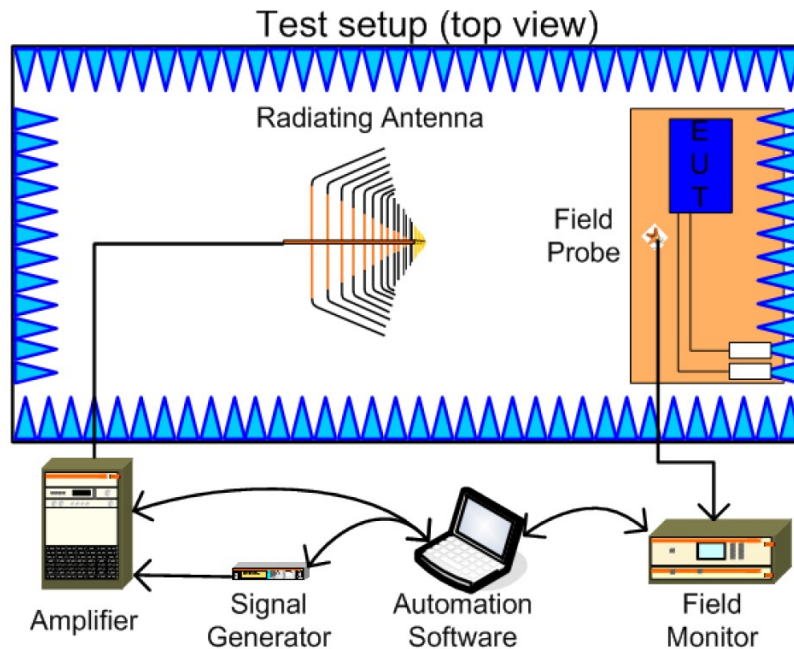 Test setup (top view)
Radiating Antenna
E
U
T
Field
Probe
Amplifier
Signal
Generator
Automation
Software
Field
Monitor